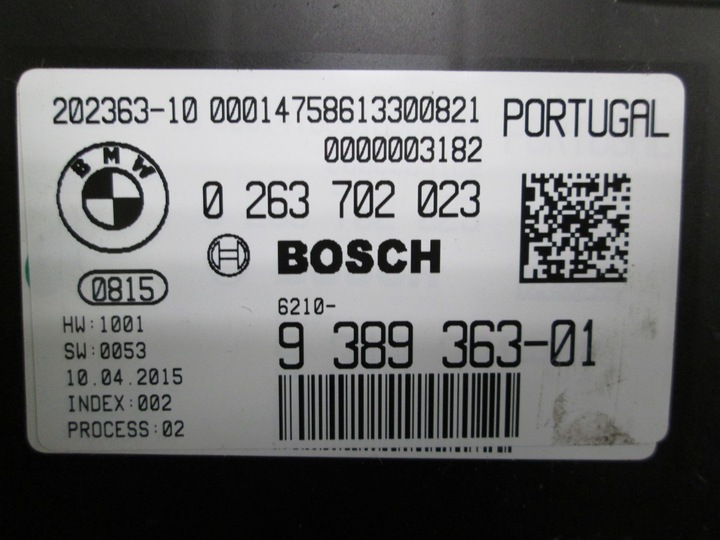 202363-10 00014758613300821 PORTUGAL
0000003182
BMW
0 263 702 023
BOSCH
0815
6210-
9 389 363-01
HW:1001
SW:0053
10.04.2015
INDEX:002
PROCESS:02